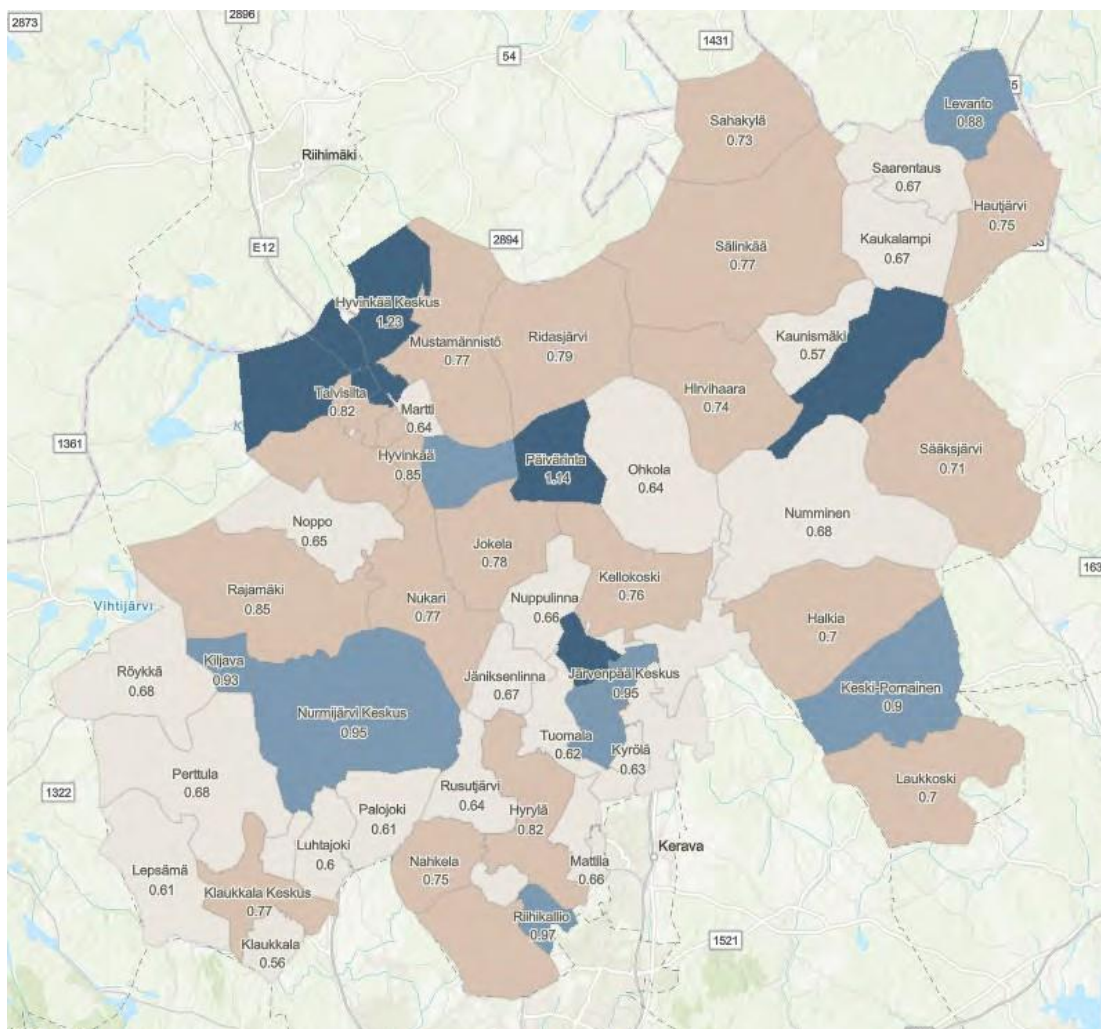 2873
2896
54
1431
5
Levanto
0.88
Sahakylä
0.73
Riihimäki
Saarentaus
0.67
Hautjärvi
0.75
E12
2894
Kaukalampi
0.67
Sälinkää
0.77
Hyvinkää Keskus
1.23
Mustamännistö
0.77
Ridasjärvi
0.79
Kaunismäki
0.57
Hirvihaara
0.74
Talvisilta
0.82
Martti
0.64
1361
Hyvinkää
0.85
Päivärinta
1.14
Ohkola
0.64
Sääksjärvi
0.71
Noppo
0.65
Numminen
0.68
Jokela
0.78
Kellokoski
0.76
163
Rajamäki
0.85
Nukari
0.77
Nuppulinna
0.66
Vihtijärvi
Halkia
0.7
Kiljava
0.93
Röykkä
0.68
Jäniksenlinna
0.67
Järvenpää Keskus
0.95
Keski-Pornainen
0.9
Nurmijärvi Keskus
0.95
Tuomala
0.62
Kyrölä
0.63
Perttula
0.68
Rusutjärvi
0.64
Laukkoski
0.7
1322
Palojoki
0.61
Hyrylä
0.82
Luhtajoki
0.6
Kerava
Lepsämä
0.61
Nahkela
0.75
Mattila
0.66
Klaukkala Keskus
0.77
Riihikallio
0.97
Klaukkala
0.56
1521